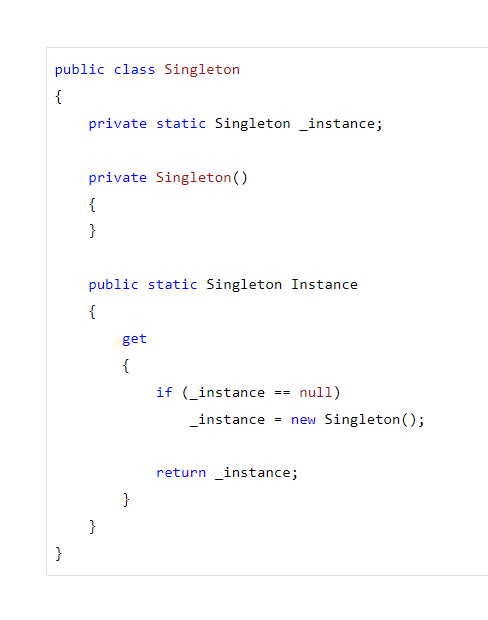 public class Singleton
{
    private static Singleton _instance;
    private Singleton()
    {
    }
    public static Singleton Instance
    {
        get
        {
            if (_instance == null)
                _instance = new Singleton();
            return _instance;
        }
    }
}